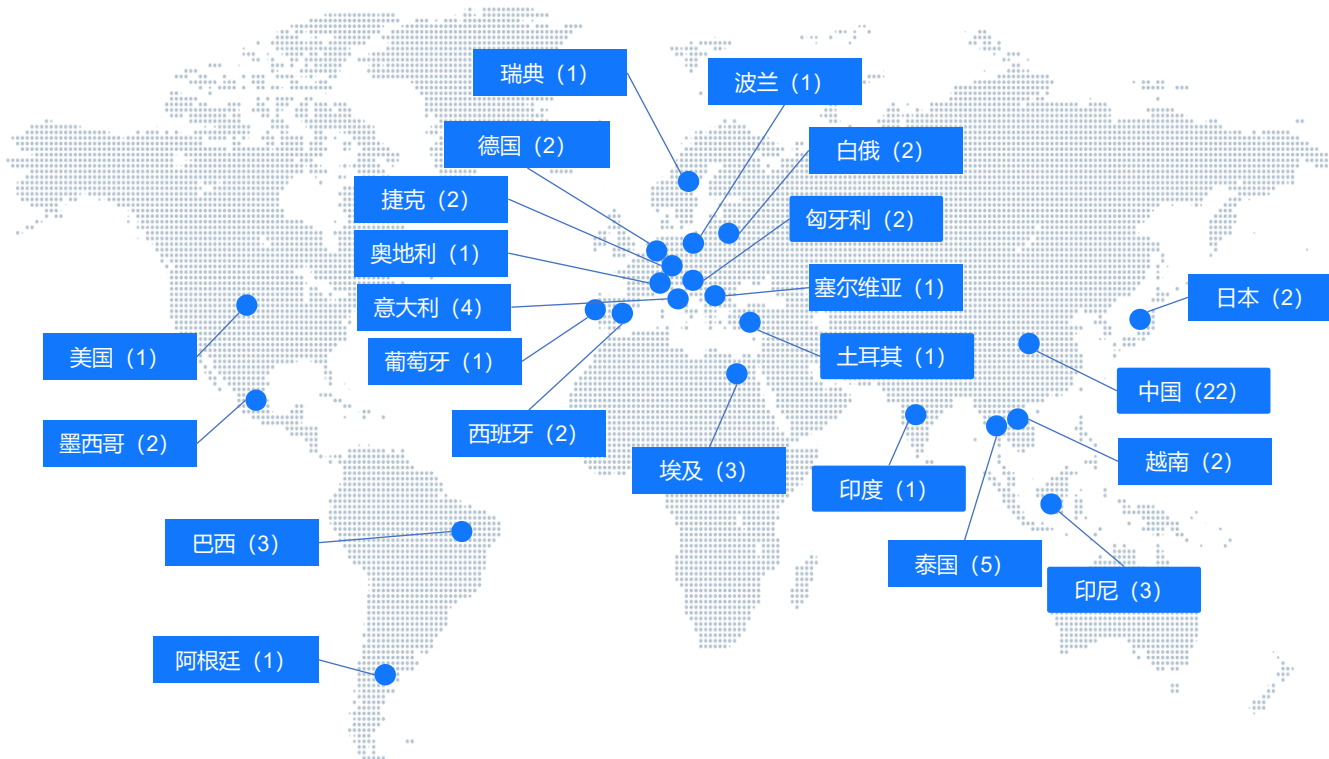 瑞典（1）
波兰（1）
德国（2）
白俄（2）
捷克（2）
匈牙利（2）
奥地利（1）
塞尔维亚（1）
意大利（4）
日本（2）
美国（1）
葡萄牙（1）
土耳其（1）
中国（22）
墨西哥（2）
西班牙（2）
埃及（3）
印度（1）
越南（2）
巴西（3）
泰国（5）
印尼（3）
阿根廷（1）